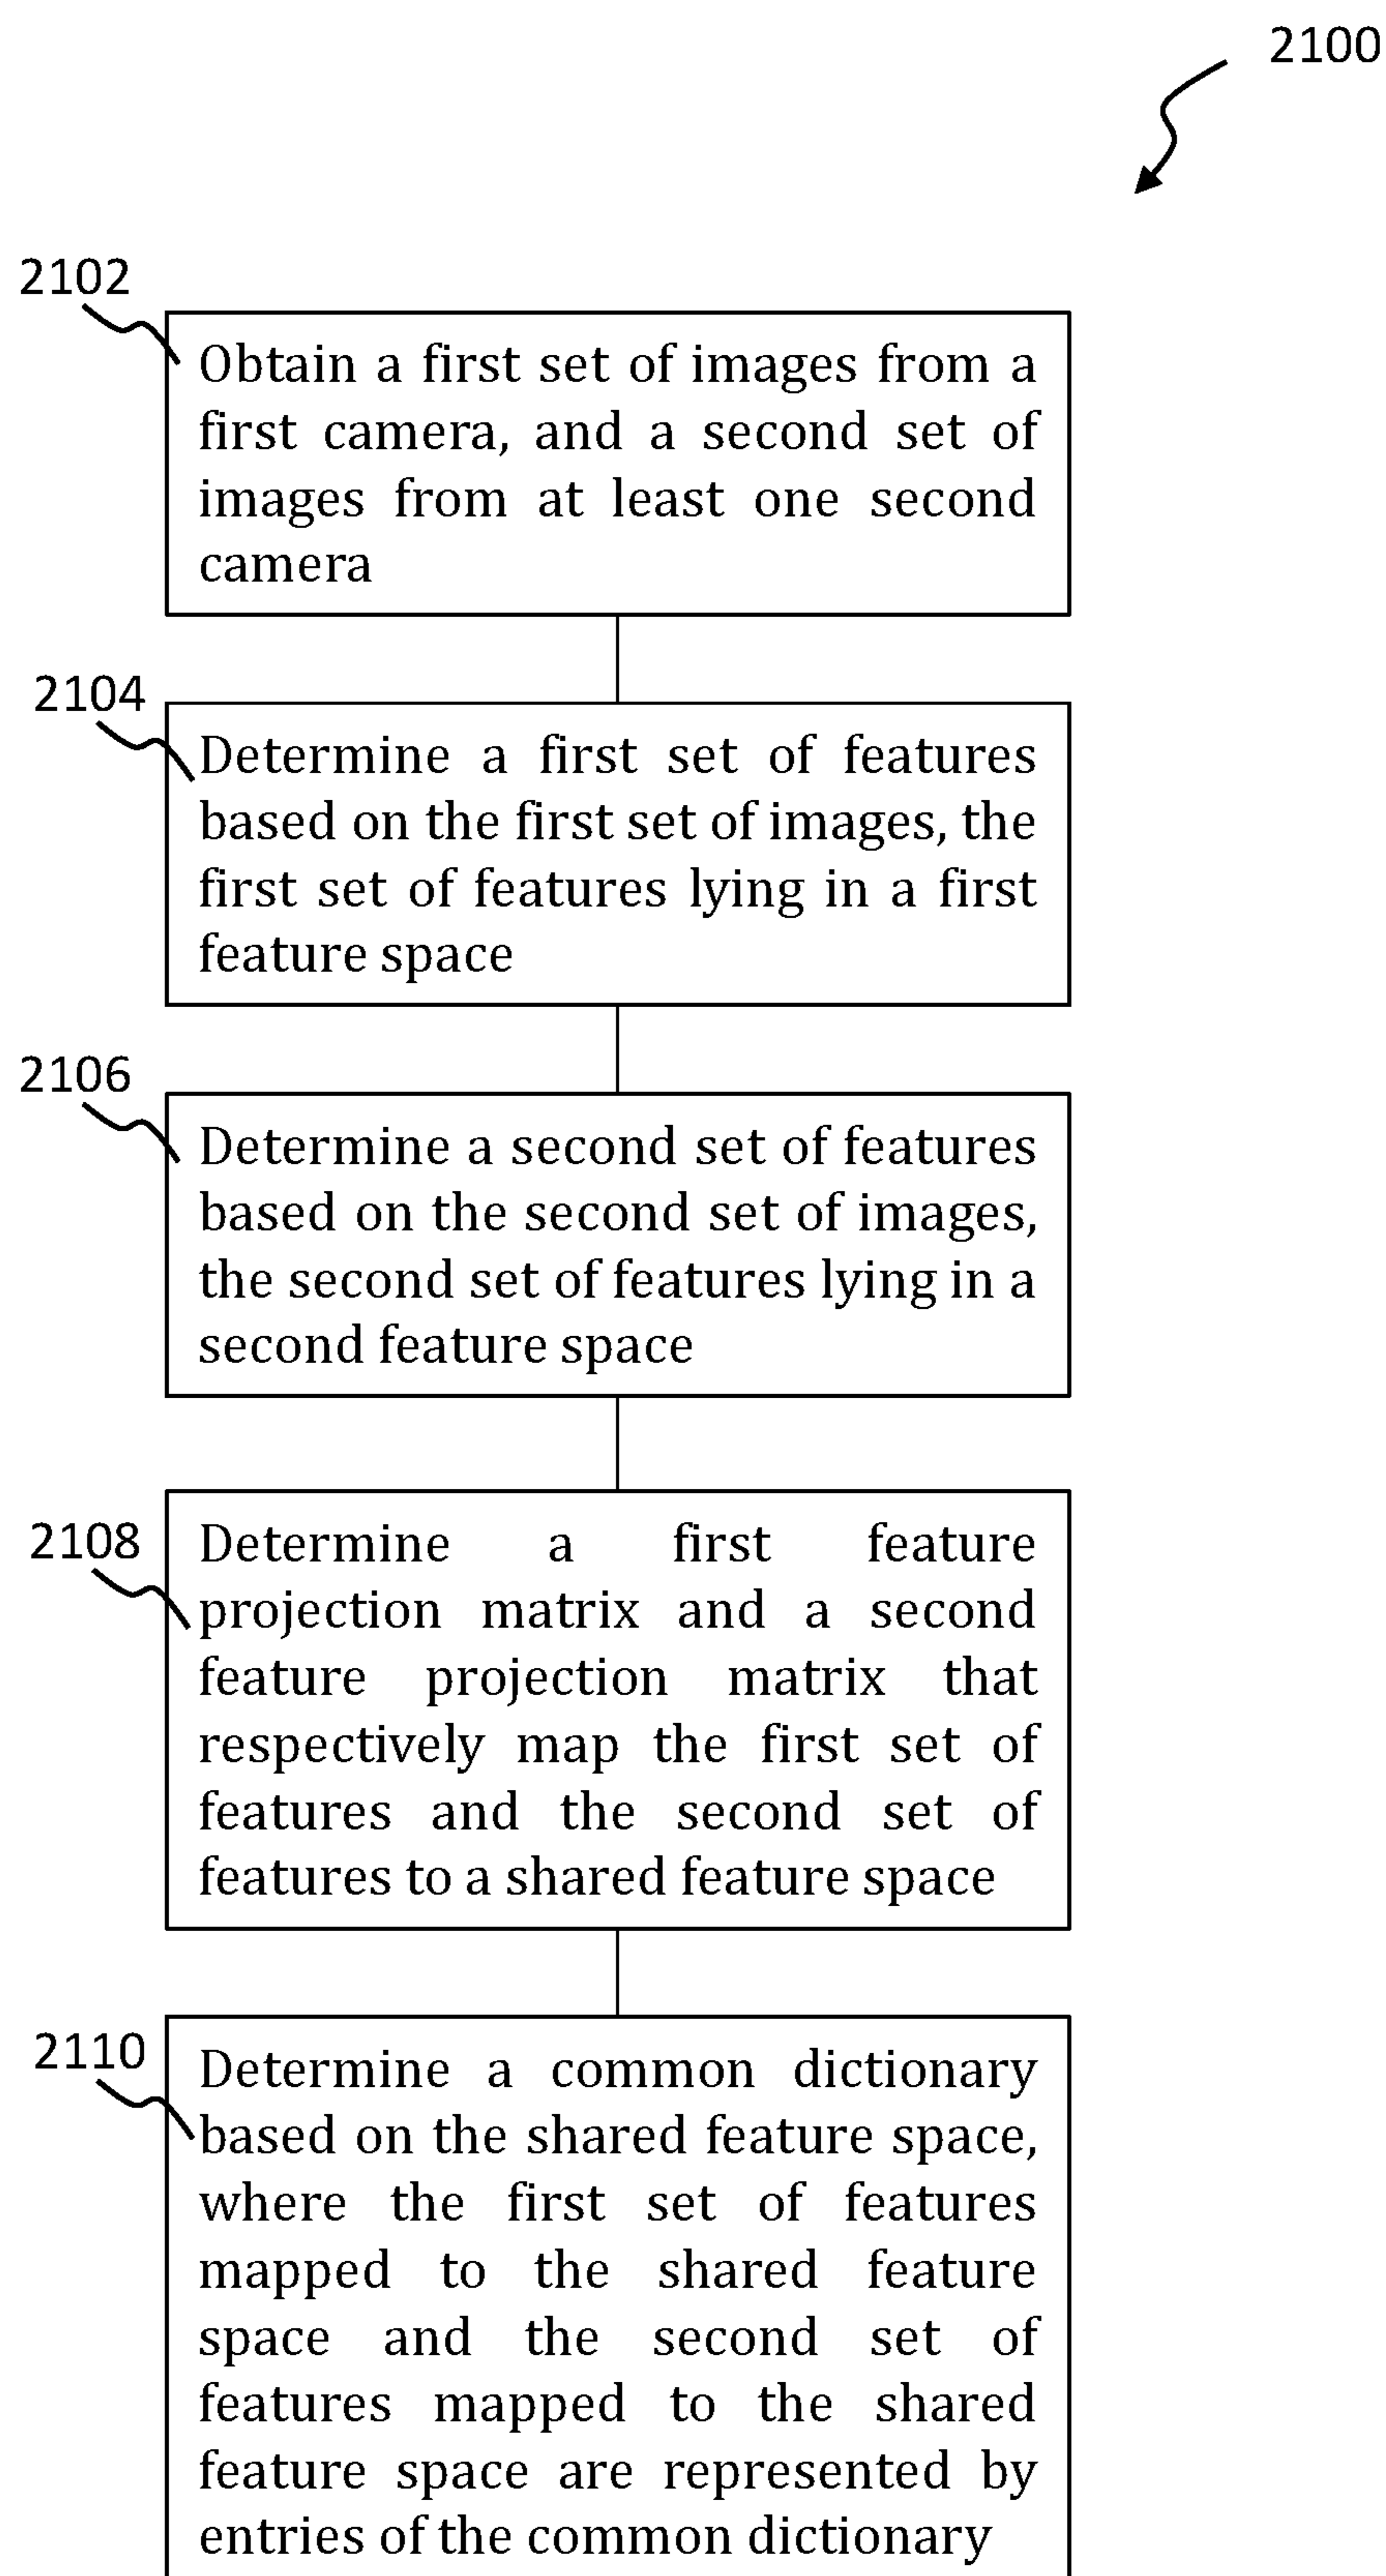 2100
2102
Obtain a first set of images from a
first camera, and a second set of
images from at least one second
camera
2104
Determine a first set of features
based on the first set of images, the
first set of features lying in a first
feature space
2106
Determine a second set of features
based on the second set of images,
the second set of features lying in a
second feature space
2108
Determine a first feature
projection matrix and a second
feature projection matrix that
respectively map the first set of
features and the second set of
features to a shared feature space
2110
Determine a common dictionary
based on the shared feature space,
where the first set of features
mapped to the shared feature
space and the second set of
features mapped to the shared
feature space are represented by
entries of the common dictionary